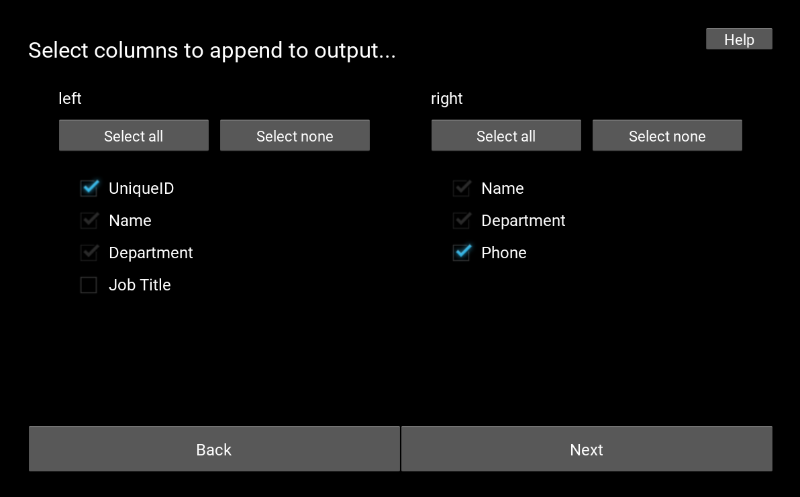 Select columns to append to output...
Help
left
Select all
Select none
UniqueID
Name
Department
Job Title
right
Select all
Select none
Name
Department
Phone
Back
Next